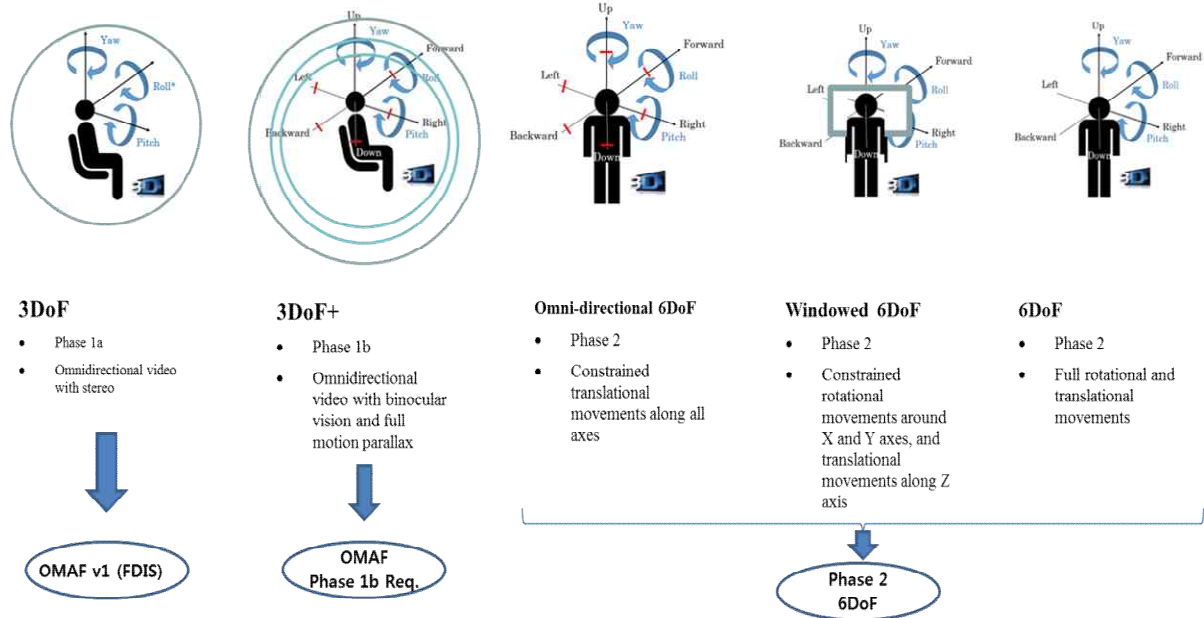 Up
Yaw
Roll*
Pitch
Up
Yaw
Forward
Left
Roll
Backward
Right
Pitch
Down
Up
Yaw
Forward
Left
Roll
Backward
Right
Pitch
Down
Up
Yaw
Forward
Left
Roll
Backward
Right
Pitch
Down
Up
Yaw
Forward
Left
Roll
Backward
Right
Pitch
Down
3DoF
• Phase 1a
• Omnidirectional video
with stereo
OMAF v1 (FDIS)
3DoF+
• Phase 1b
• Omnidirectional
video with binocular
vision and full
motion parallax
OMAF
Phase 1b Req.
Omni-directional 6DoF
• Phase 2
• Constrained
translational
movements along all
axes
Windowed 6DoF
• Phase 2
• Constrained
rotational
movements around
X and Y axes, and
translational
movements along Z
axis
6DoF
• Phase 2
• Full rotational and
translational
movements
Phase 2
6DoF